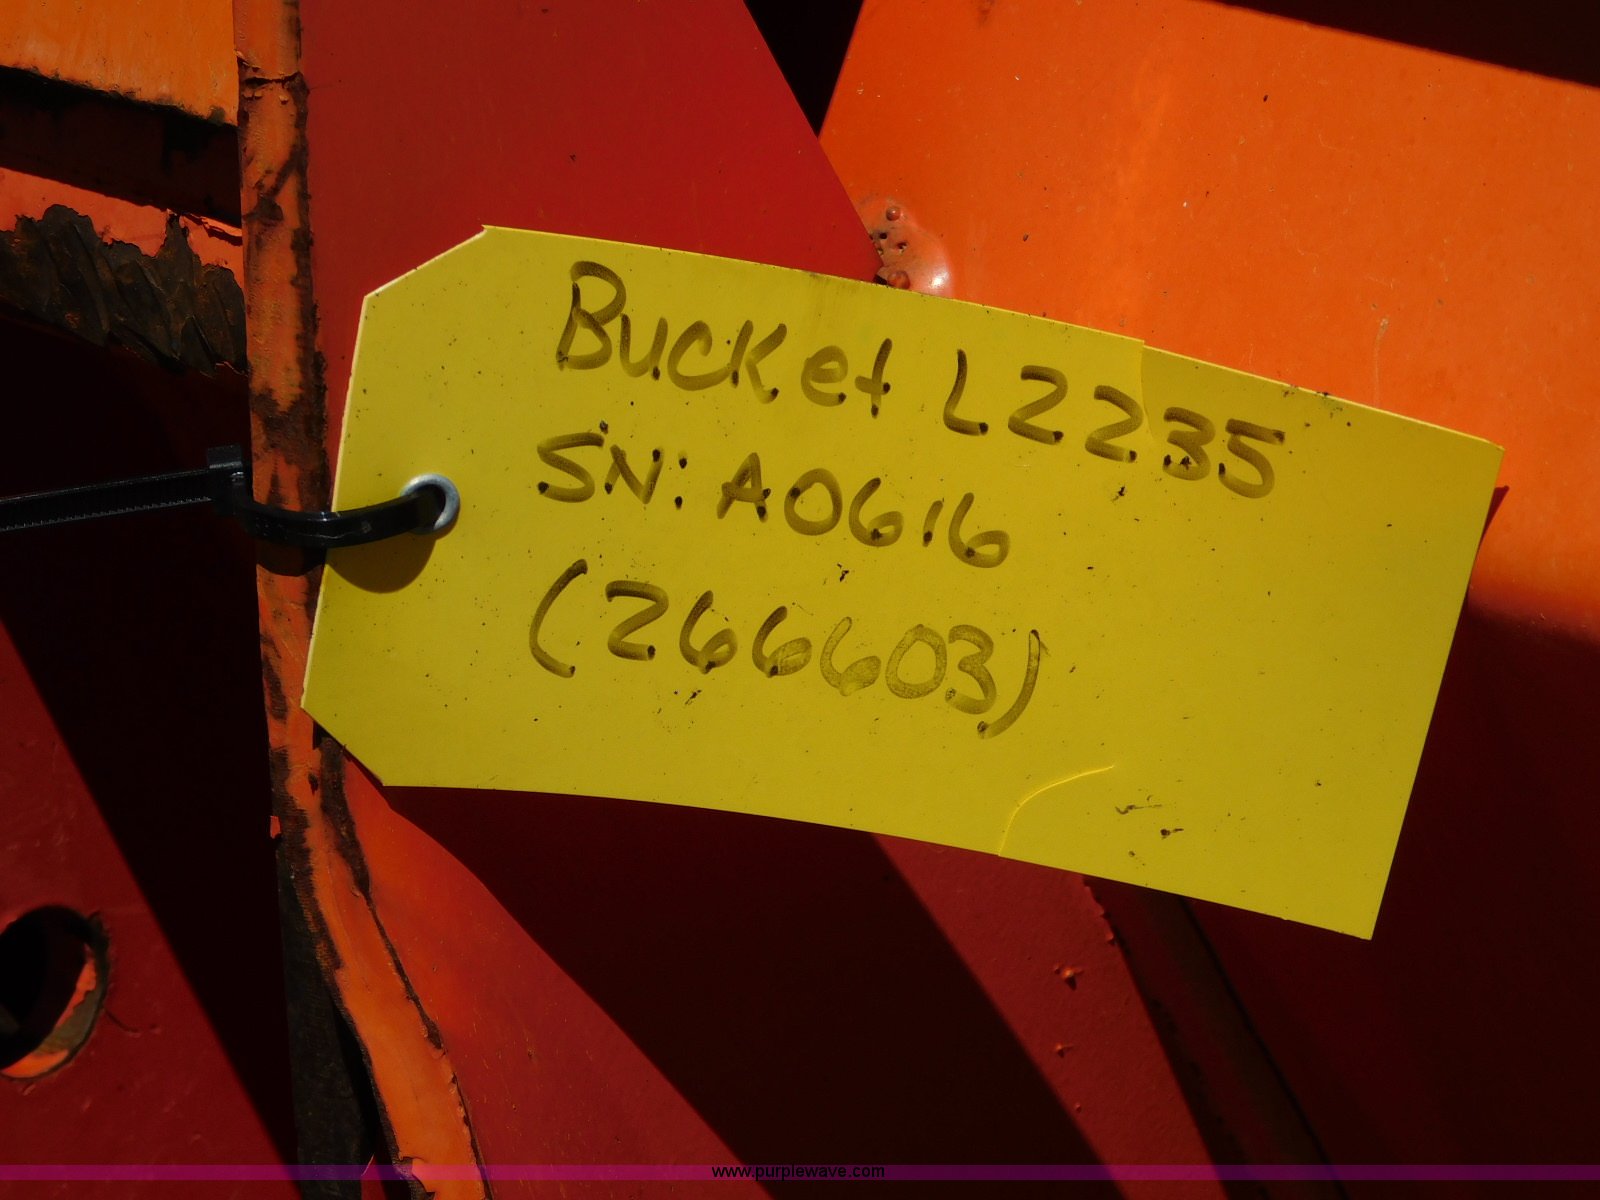 Bucket L2235
SN: A0616
(266603)
www.purplewave.com